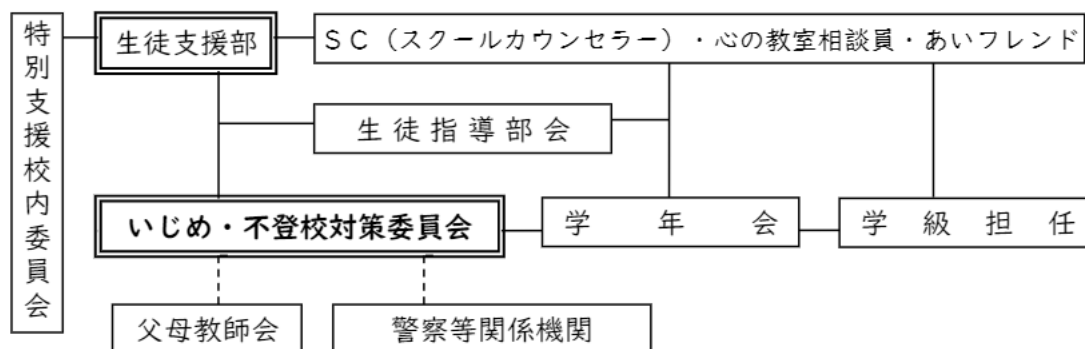 特別支援校内委員会
生徒支援部
ＳＣ（スクールカウンセラー）・心の教室相談員・あいフレンド
生徒指導部会
いじめ・不登校対策委員会
学年会
学級担任
父母教師会
警察等関係機関